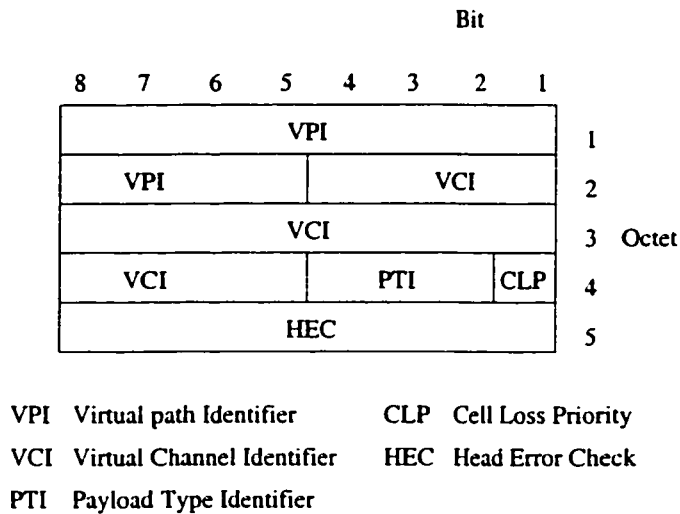 Bit
8 7 6 5 4 3 2 1
VPI 1
VPI VCI 2
VCI 3 Octet
VCI PTI CLP 4
HEC 5
VPI Virtual path Identifier CLP Cell Loss Priority
VCI Virtual Channel Identifier HEC Head Error Check
PTI Payload Type Identifier